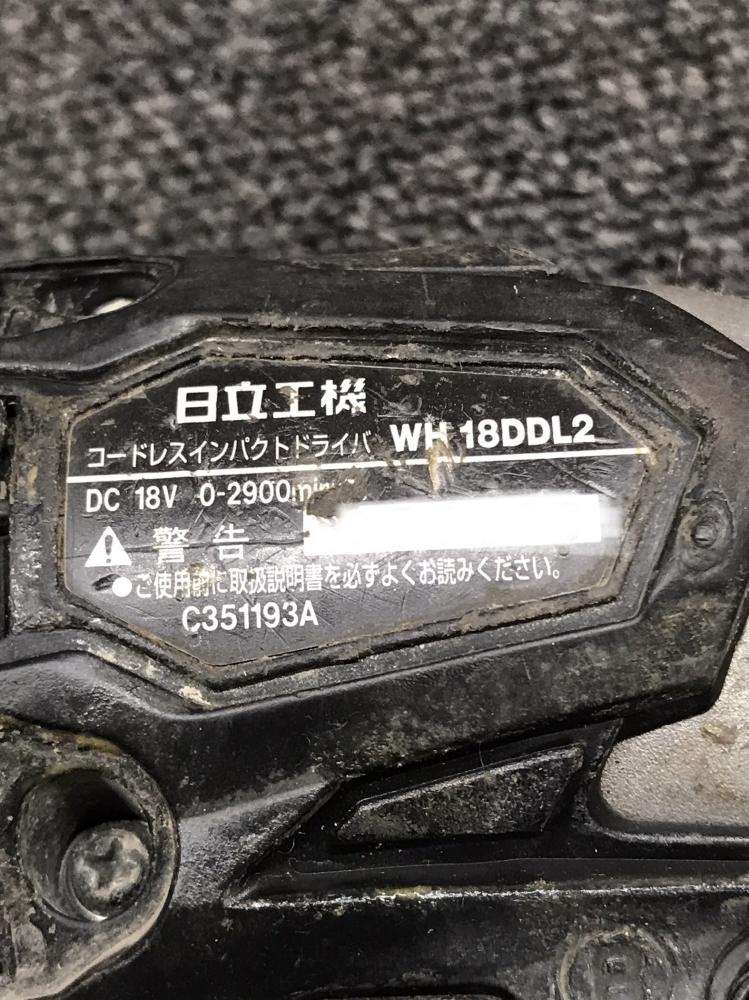 日立工機
コードレスインパクトドライバ WH 18DDL2
DC 18V 0-2900min
警告
●ご使用前に取扱説明書を必ずよくお読みください。
C351193A